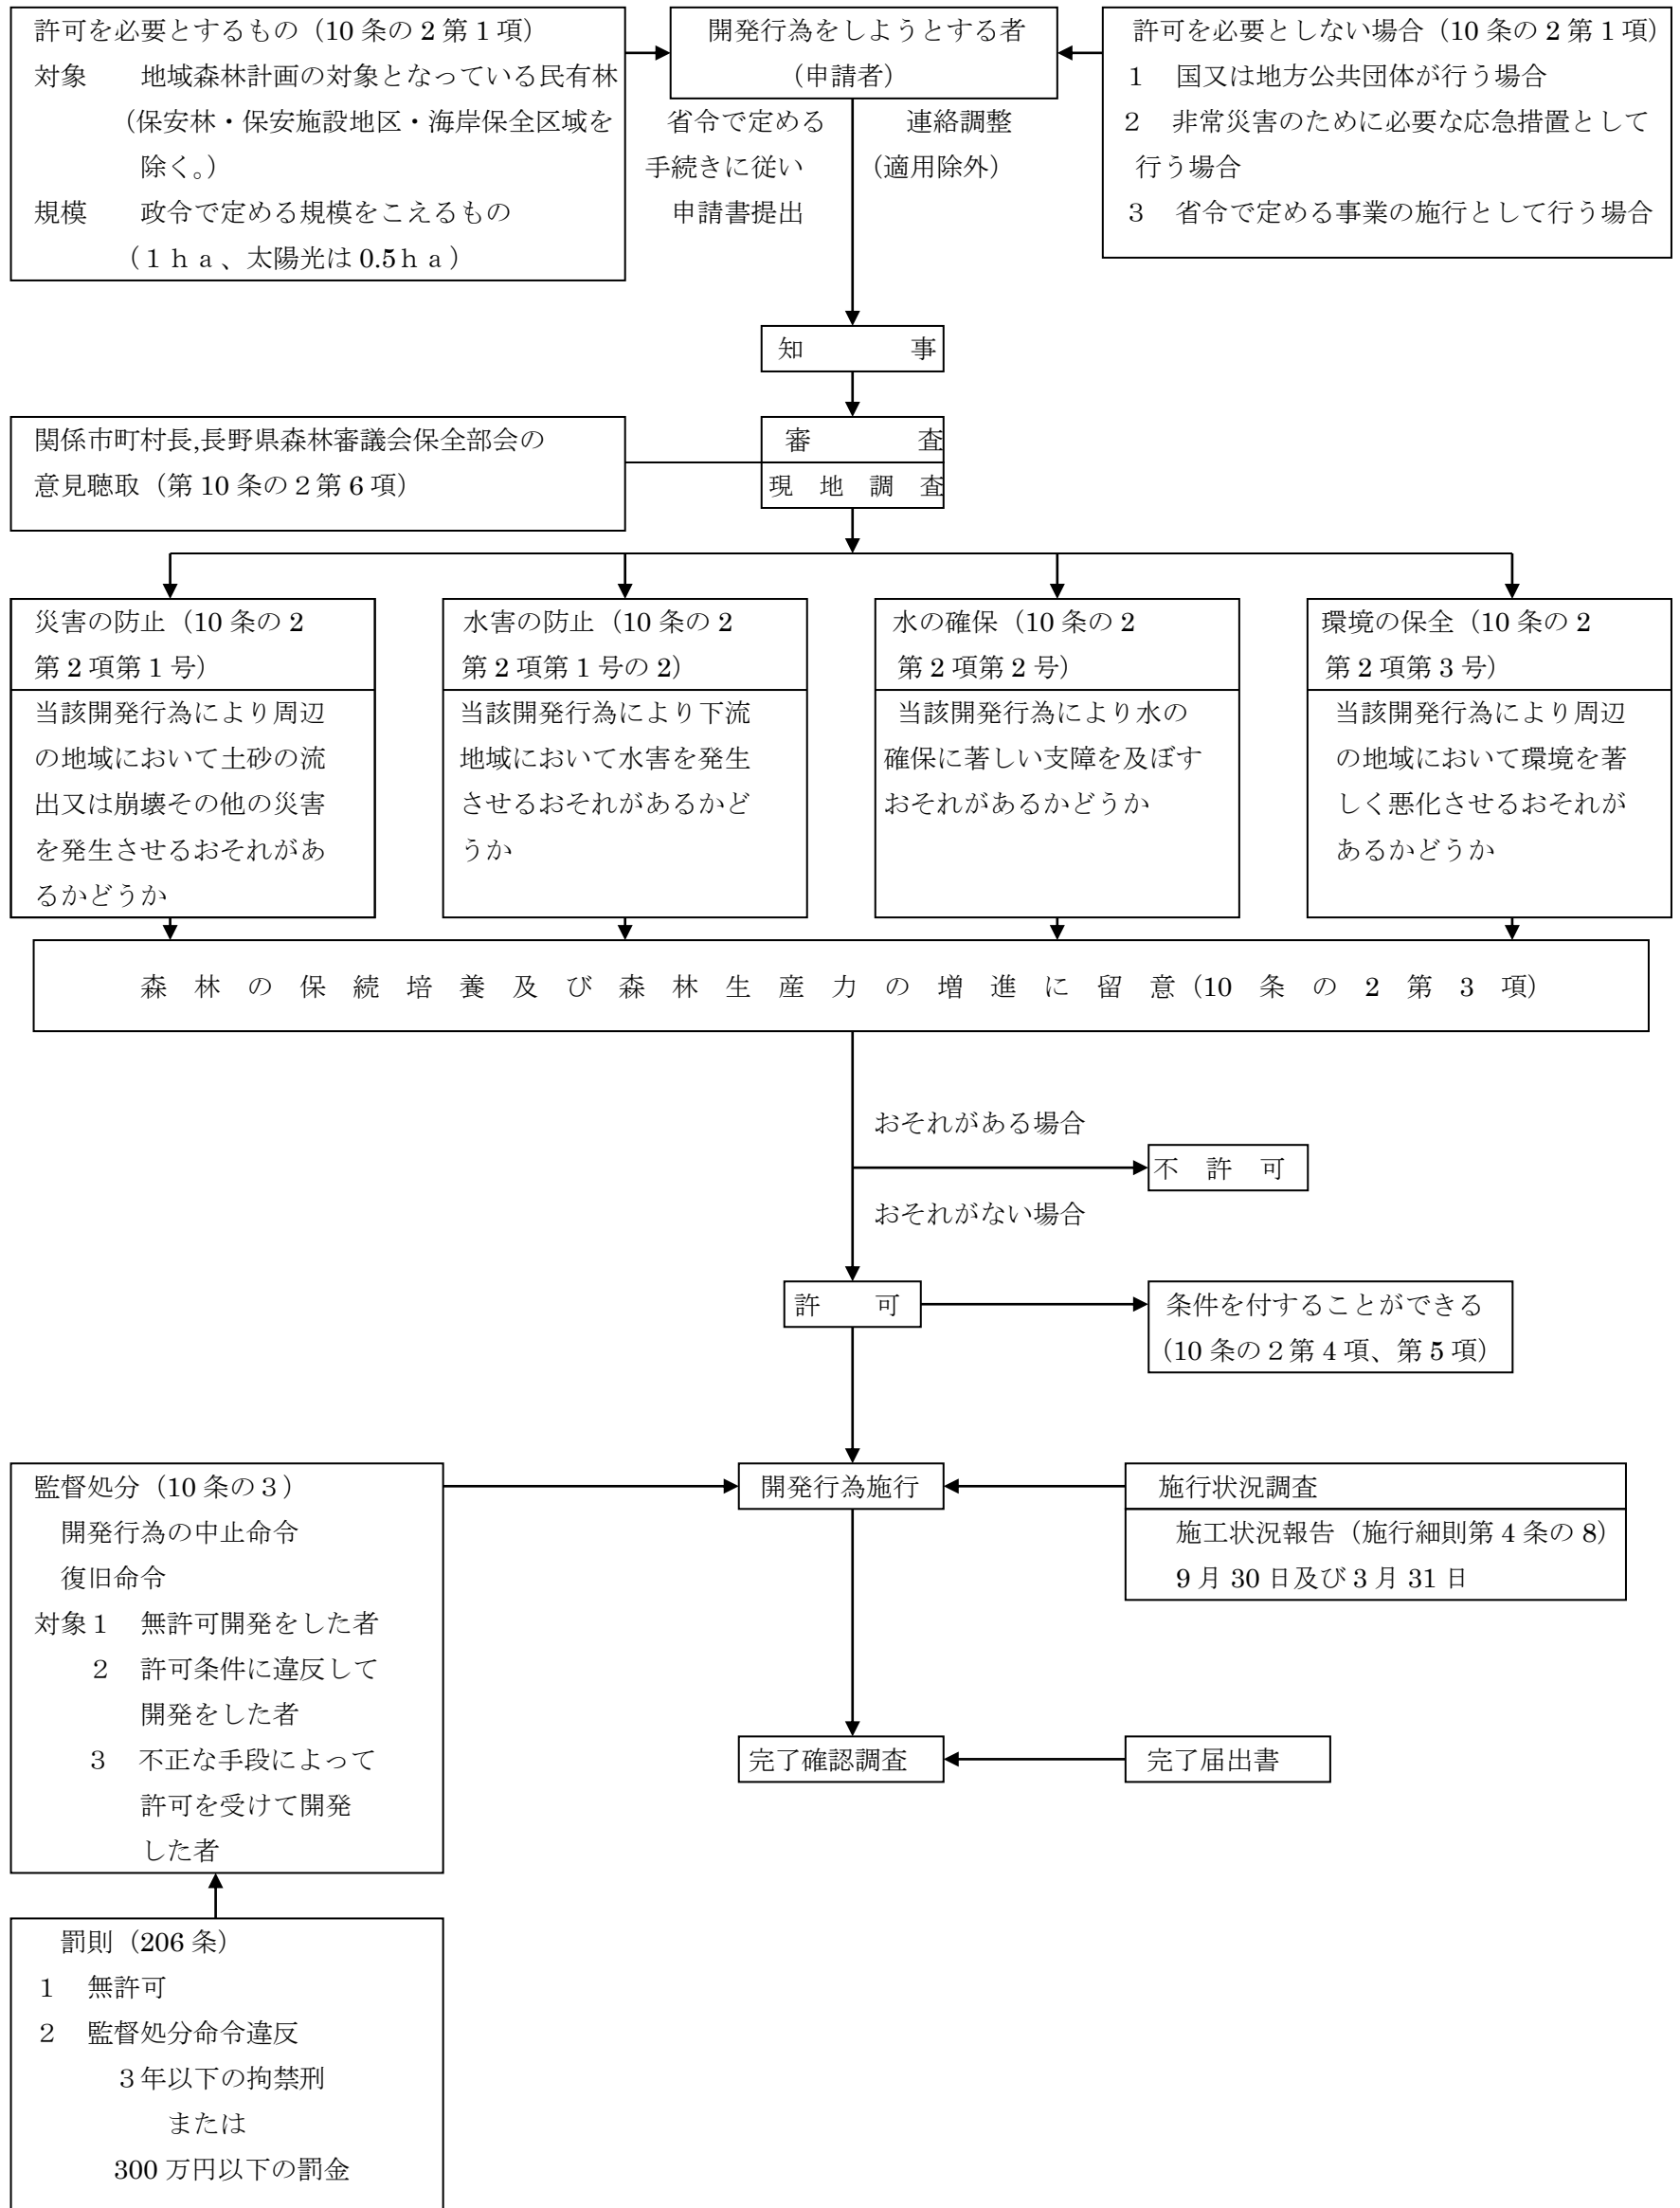 許可を必要とするもの（10条の2第1項）
対象　地域森林計画の対象となっている民有林
（保安林・保安施設地区・海岸保全区域を
除く。）
規模　政令で定める規模をこえるもの
（１ｈａ、太陽光は0.5ｈａ）
開発行為をしようとする者
（申請者）
許可を必要としない場合（10条の2第1項）
1　国又は地方公共団体が行う場合
2　非常災害のために必要な応急措置として
行う場合
3　省令で定める事業の施行として行う場合
省令で定める
手続きに従い
申請書提出
連絡調整
（適用除外）
知　事
審　査
現　地　調　査
関係市町村長,長野県森林審議会保全部会の
意見聴取（第10条の２第6項）
災害の防止（10条の2
第2項第1号）
当該開発行為により周辺
の地域において土砂の流
出又は崩壊その他の災害
を発生させるおそれがあ
るかどうか
水害の防止（10条の2
第2項第1号の2）
当該開発行為により下流
地域において水害を発生
させるおそれがあるかど
うか
水の確保（10条の2
第2項第2号）
当該開発行為により水の
確保に著しい支障を及ぼす
おそれがあるかどうか
環境の保全（10条の2
第2項第3号）
当該開発行為により周辺
の地域において環境を著
しく悪化させるおそれが
あるかどうか
森林の保続培養及び森林生産力の増進に留意（10条の2第3項）
おそれがある場合
不　許　可
おそれがない場合
許　可
条件を付することができる
（10条の２第4項、第5項）
監督処分（10条の３）
開発行為の中止命令
復旧命令
対象1　無許可開発をした者
2　許可条件に違反して
開発をした者
3　不正な手段によって
許可を受けて開発
した者
開発行為施行
施行状況調査
施工状況報告（施行細則第4条の8）
9月30日及び3月31日
完了確認調査
完了届出書
罰則（206条）
1　無許可
2　監督処分命令違反
３年以下の拘禁刑
または
300万円以下の罰金